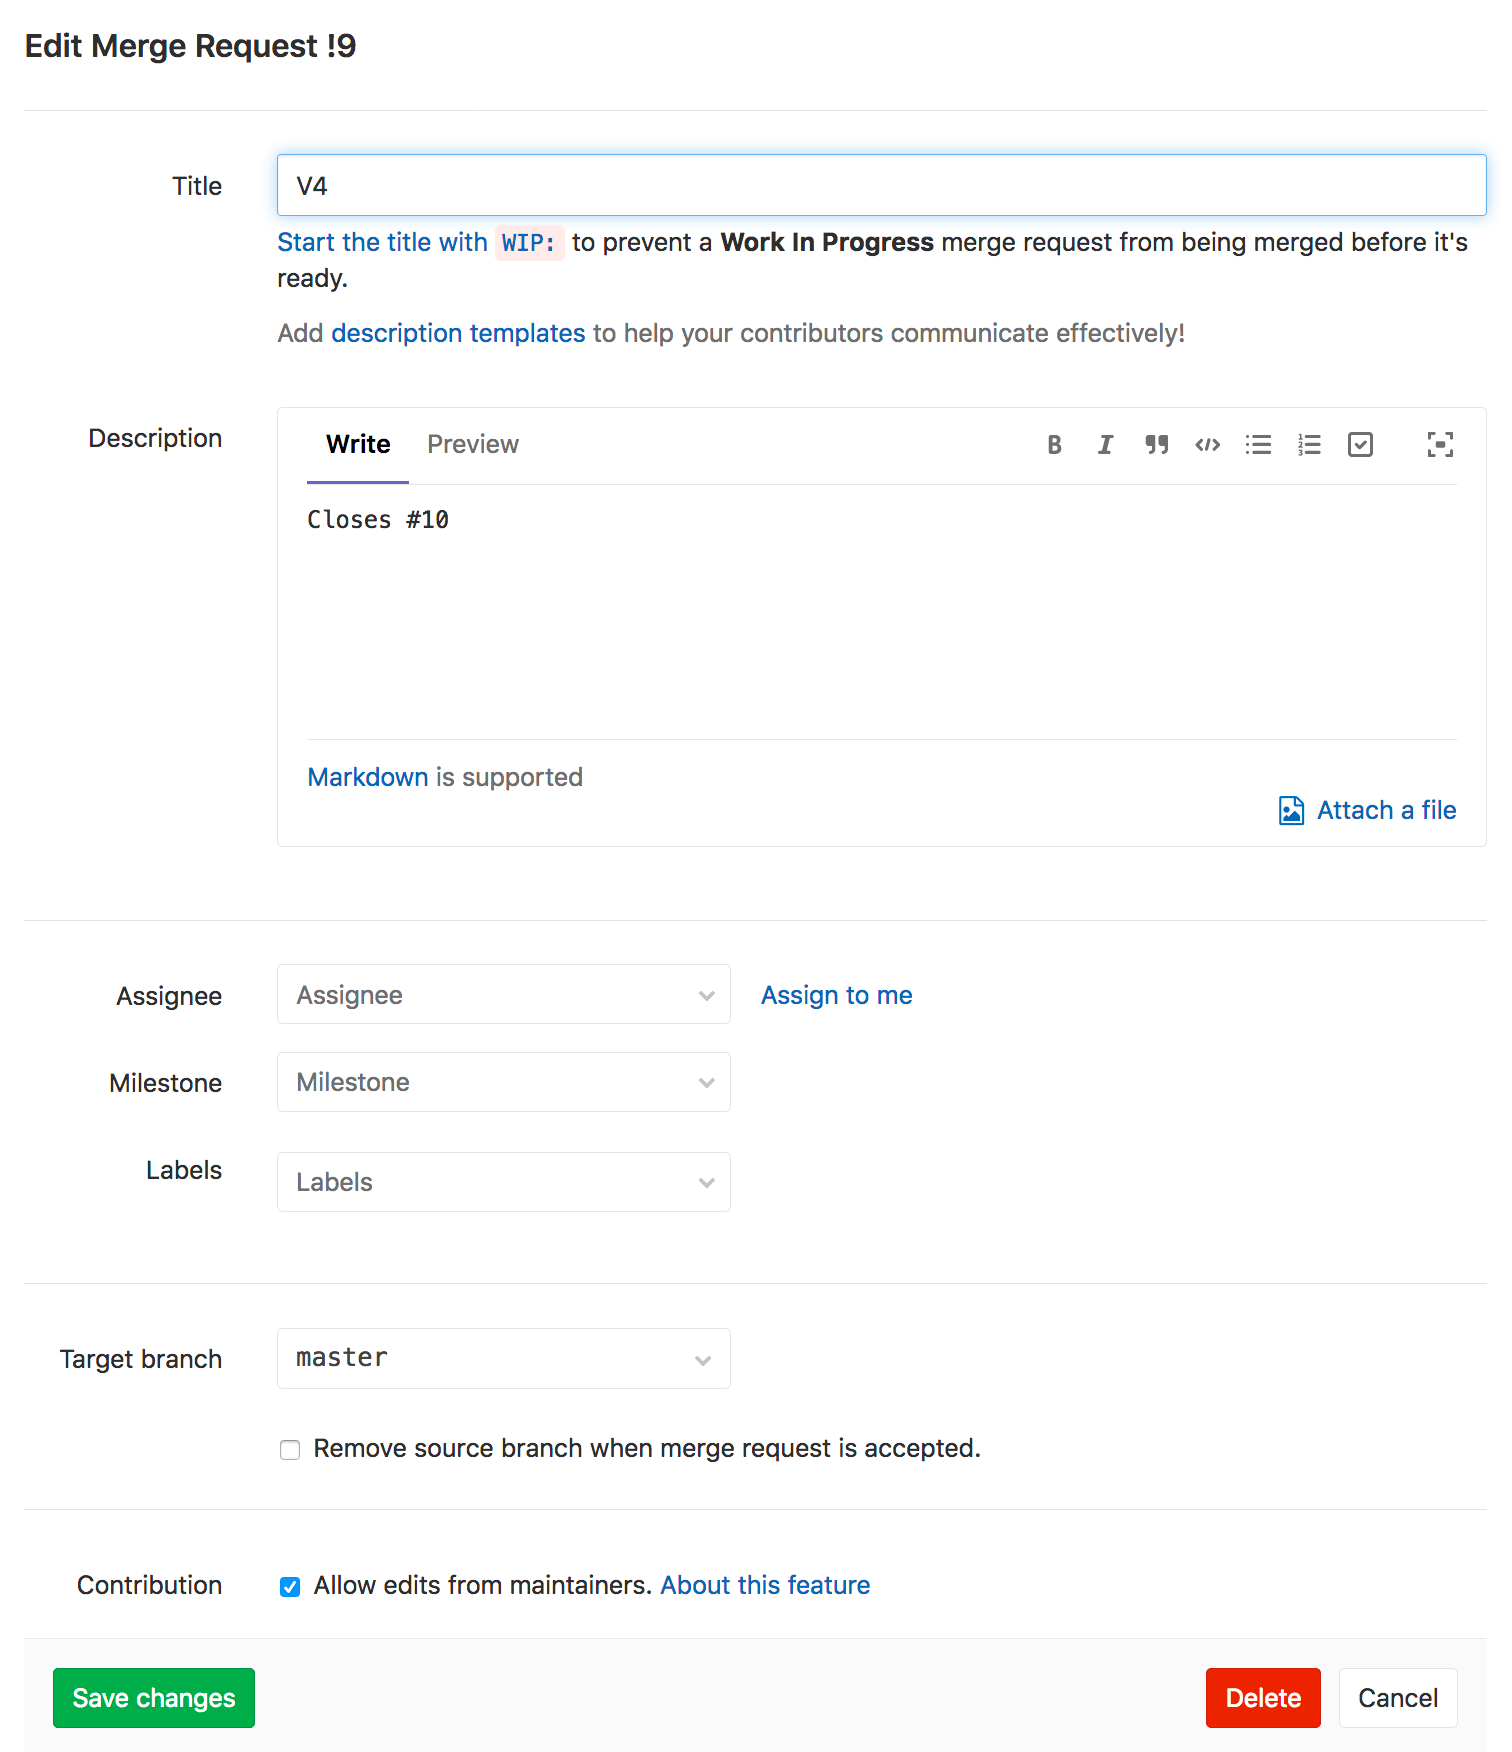 Edit Merge Request !9
Title
V4
Start the title with WIP: to prevent a Work In Progress merge request from being merged before it's
ready.
Add description templates to help your contributors communicate effectively!
Description
Write Preview
Closes #10
Markdown is supported
Attach a file
Assignee
Assignee
Assign to me
Milestone
Milestone
Labels
Labels
Target branch
master
Remove source branch when merge request is accepted.
Contribution
Allow edits from maintainers. About this feature
Save changes
Delete
Cancel